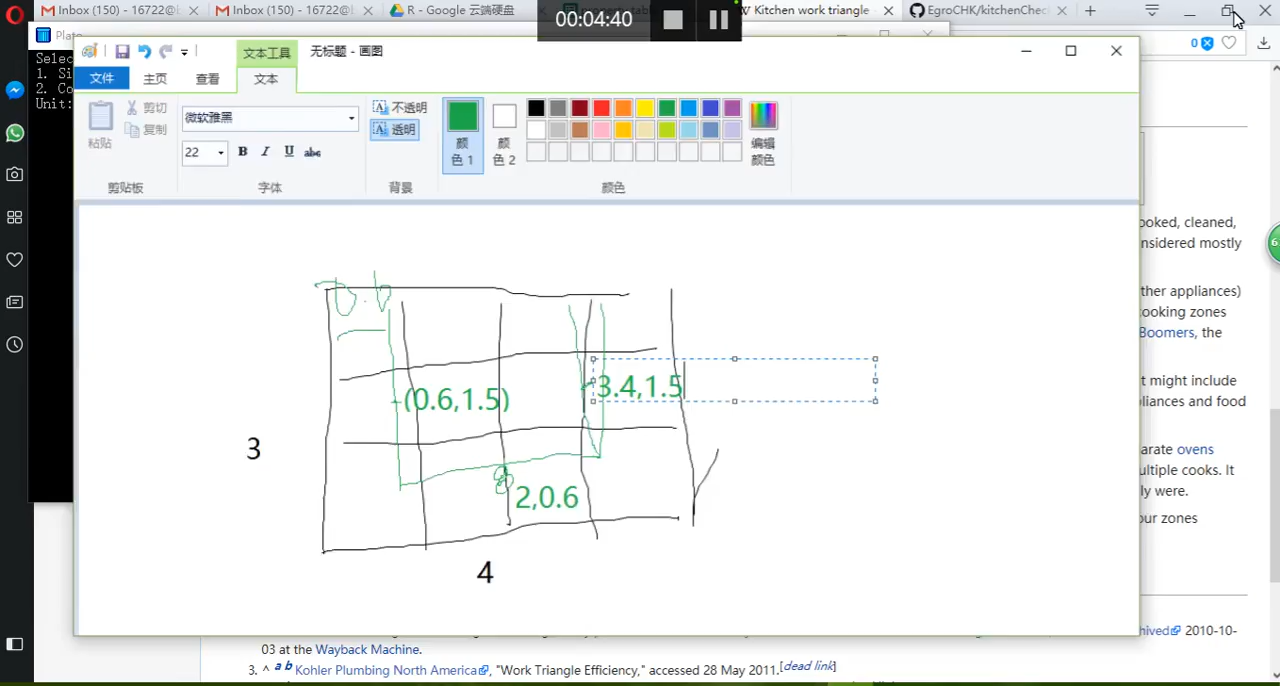 Inbox (150) - 16722@b
Inbox (150) - 16722@b
R - Google 云端硬盘
00:04:40
Kitchen work triangle
EgroCHK/kitchenChec
0
Selec
1. Si
2. Co
Unit:
文本工具
无标题 - 画图
文件
主页
查看
文本
粘贴
剪切
复制
剪贴板
微软雅黑
22
B I U abc
字体
不透明
透明
背景
颜
色 1
颜
色 2
编辑
颜色
颜色
0.6
(0.6,1.5)
3.4,1.5
2,0.6
3
4
ooked, cleaned,
nsidered mostly
ther appliances)
ooking zones
Boomers, the
t might include
pliances and food
parate ovens
ultiple cooks. It
ly were.
our zones
hived 2010-10-
03 at the Wayback Machine.
3. ^ a b Kohler Plumbing North America, "Work Triangle Efficiency," accessed 28 May 2011.[dead link]